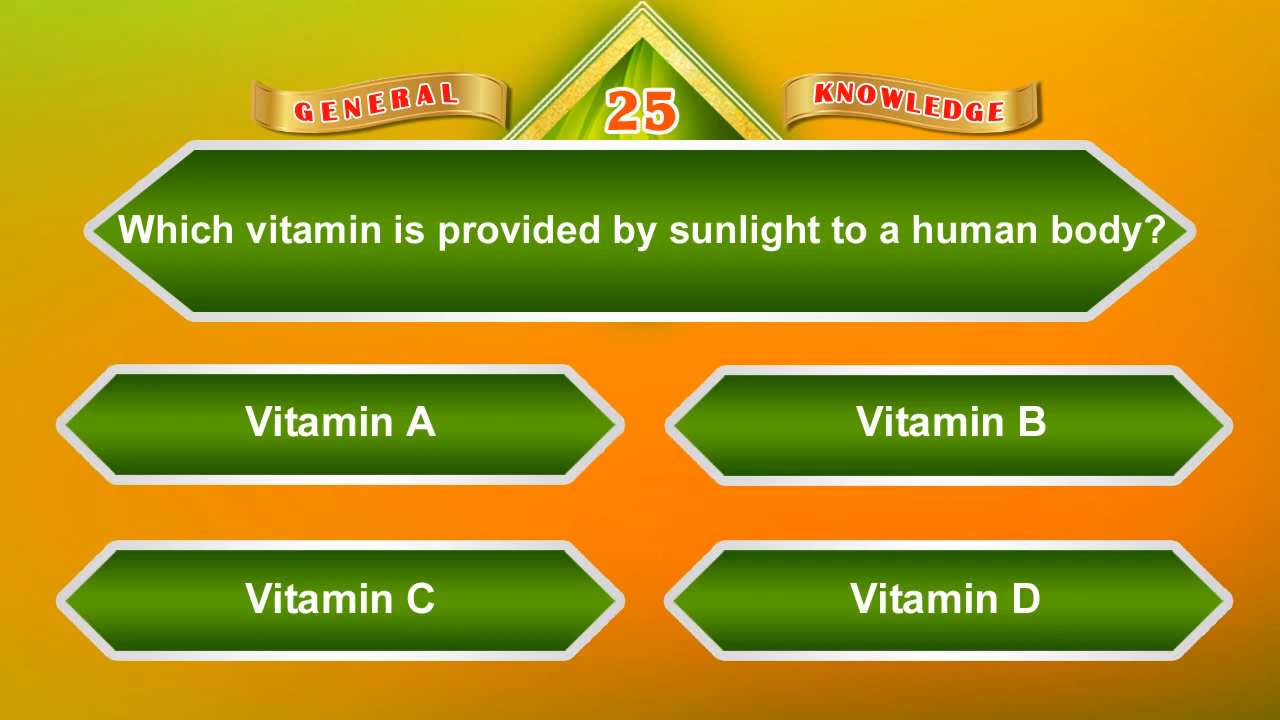 GENERAL
25
KNOWLEDGE
Which vitamin is provided by sunlight to a human body?
Vitamin A
Vitamin B
Vitamin C
Vitamin D